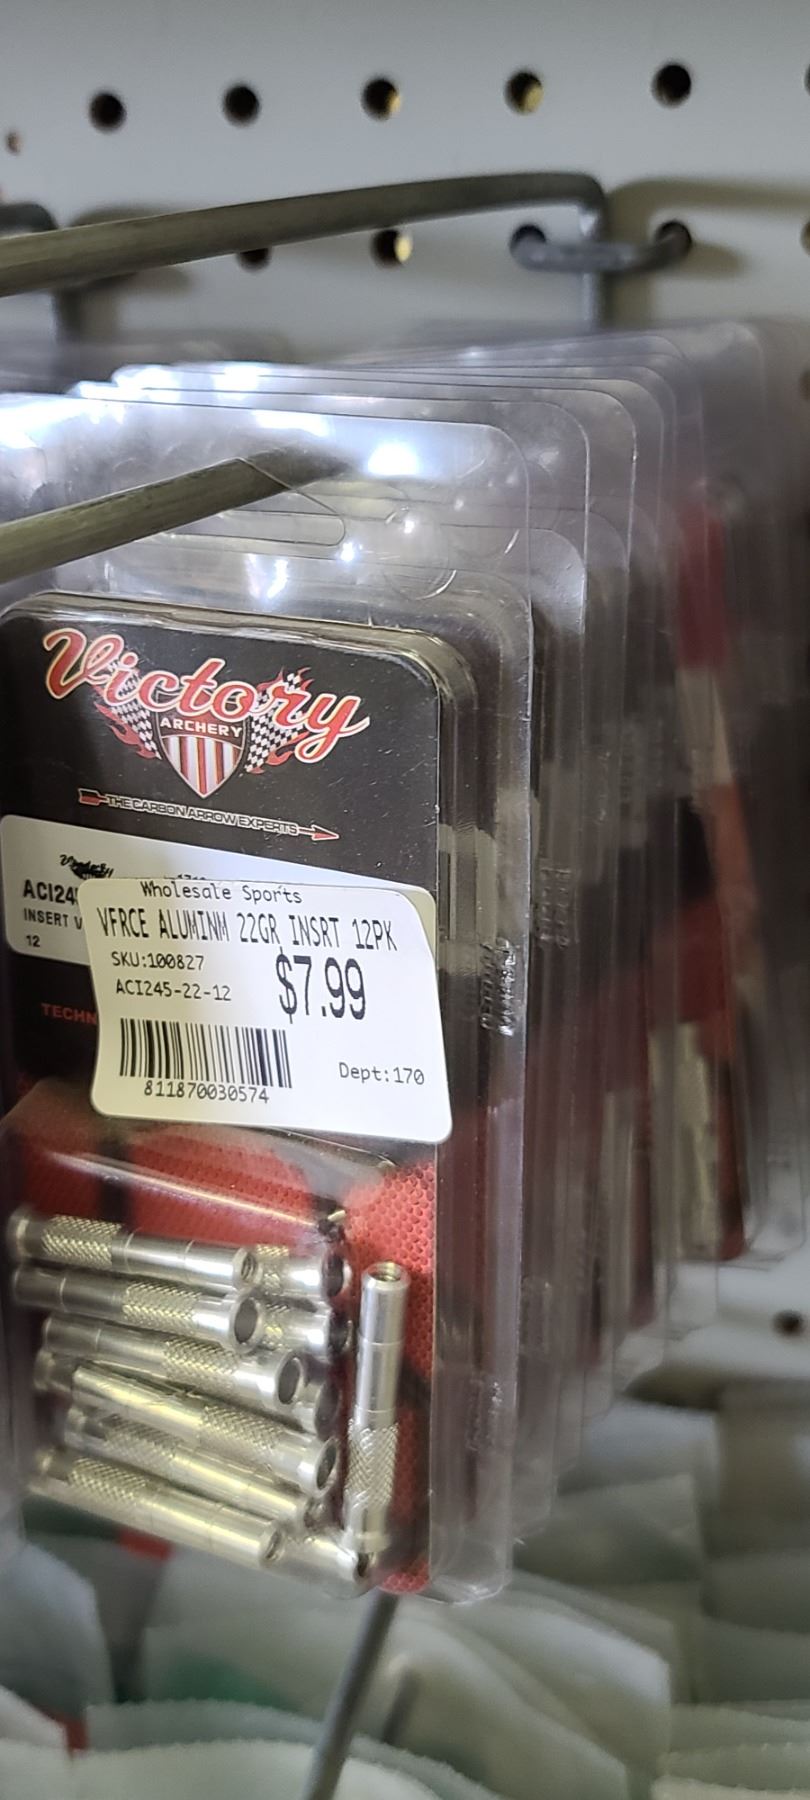 Victory
ARCHERY
THE CARBON ARROW EXPERTS
ACI24
INSERT V
12
Wholesale Sports
VFRCE ALUMINM 22GR INSRT 12PK
SKU:100827
$7.99
ACI245-22-12
811870030574
Dept:170
TECHN